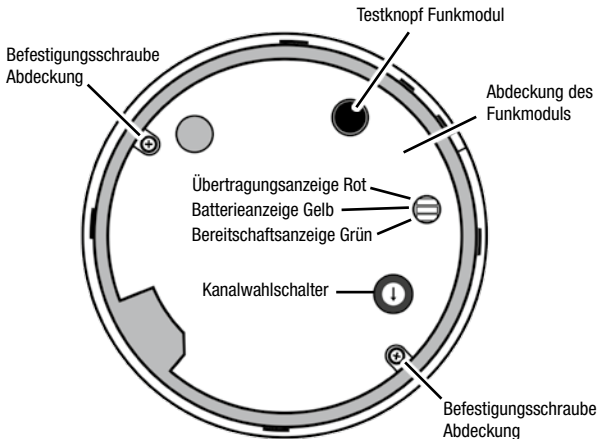 Testknopf Funkmodul
Befestigungsschraube
Abdeckung
Abdeckung des
Funkmoduls
Übertragungsanzeige Rot
Batterieanzeige Gelb
Bereitschaftsanzeige Grün
Kanalwahlschalter
Befestigungsschraube
Abdeckung